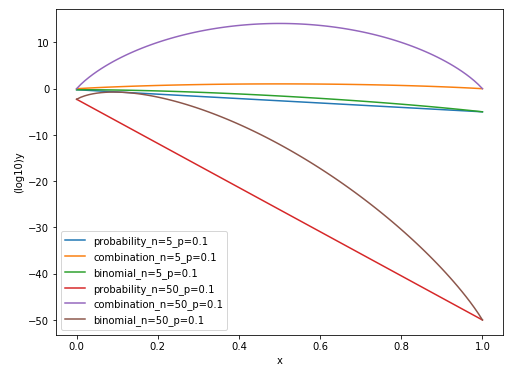 10
0
−10
−20
−30
−40
−50
(log10)y
probability_n=5_p=0.1
combination_n=5_p=0.1
binomial_n=5_p=0.1
probability_n=50_p=0.1
combination_n=50_p=0.1
binomial_n=50_p=0.1
0.0 0.2 0.4 0.6 0.8 1.0
x